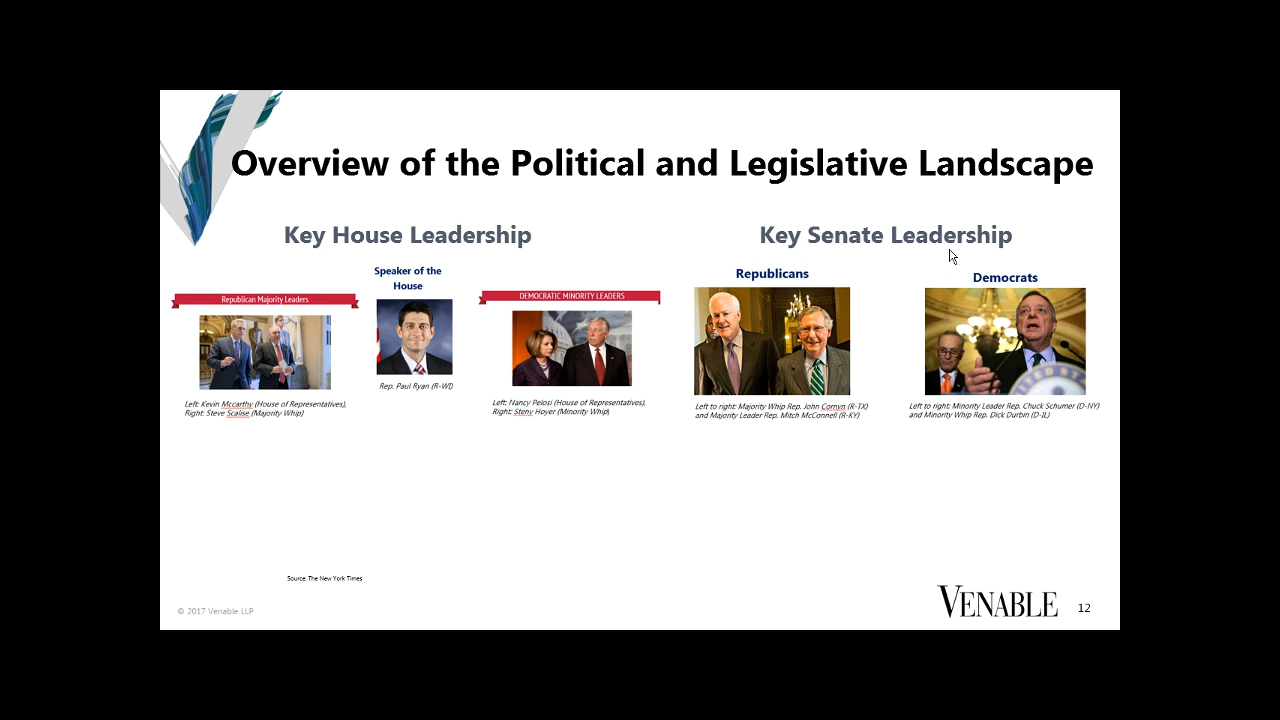 Overview of the Political and Legislative Landscape
Key House Leadership
Key Senate Leadership
Republican Majority Leaders
Speaker of the
House
DEMOCRATIC MINORITY LEADERS
Republicans
Democrats
Left: Kevin Mccarthy (House of Representatives),
Right: Steve Scalise (Majority Whip)
Rep. Paul Ryan (R-WI)
Left: Nancy Pelosi (House of Representatives),
Right: Steny Hoyer (Minority Whip)
Left to right: Majority Whip Rep. John Cornyn (R-TX)
and Majority Leader Rep. Mitch McConnell (R-KY)
Left to right: Minority Leader Rep. Chuck Schumer (D-NY)
and Minority Whip Rep. Dick Durbin (D-IL)
Source: The New York Times
© 2017 Venable LLP
VENABLE
12